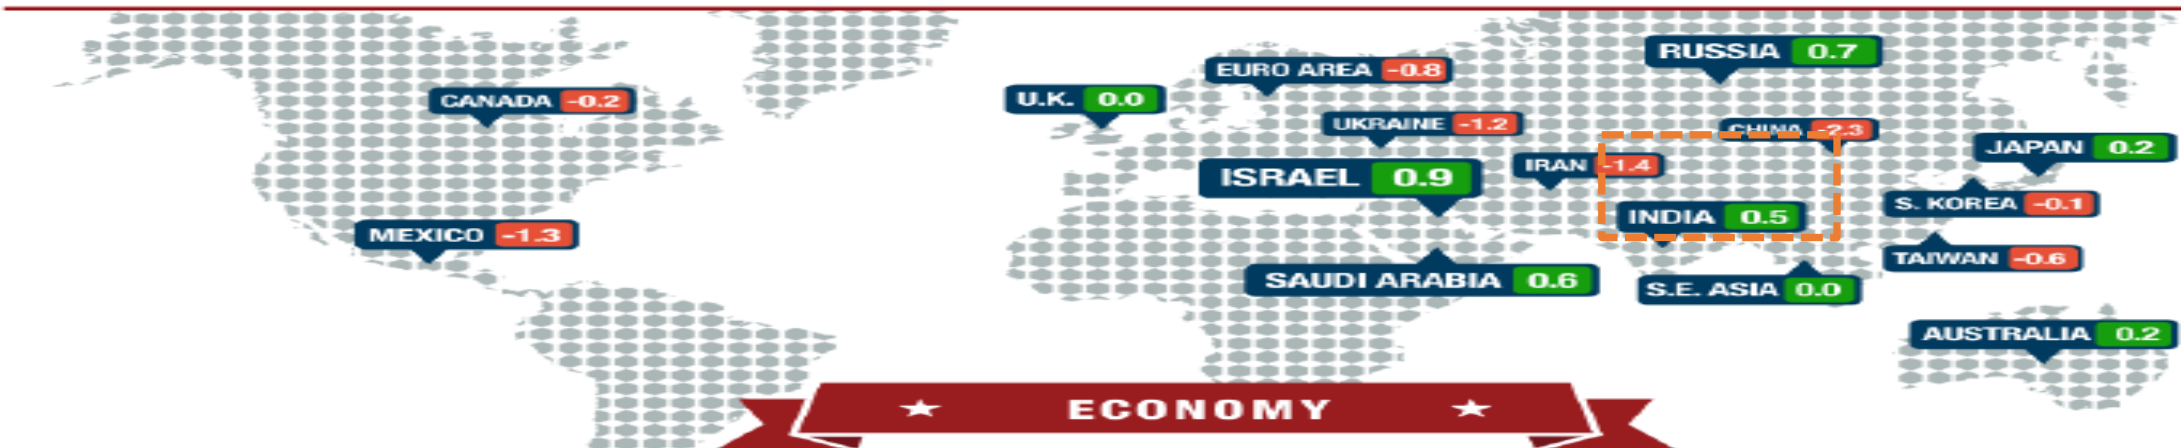 RUSSIA 0.7
EURO AREA -0.8
CANADA -0.2
U.K. 0.0
UKRAINE -1.2
CHINA -2.3
JAPAN 0.2
IRAN -1.4
ISRAEL 0.9
S. KOREA -0.1
INDIA 0.5
MEXICO -1.3
TAIWAN -0.6
SAUDI ARABIA 0.6
S.E. ASIA 0.0
AUSTRALIA 0.2
ECONOMY